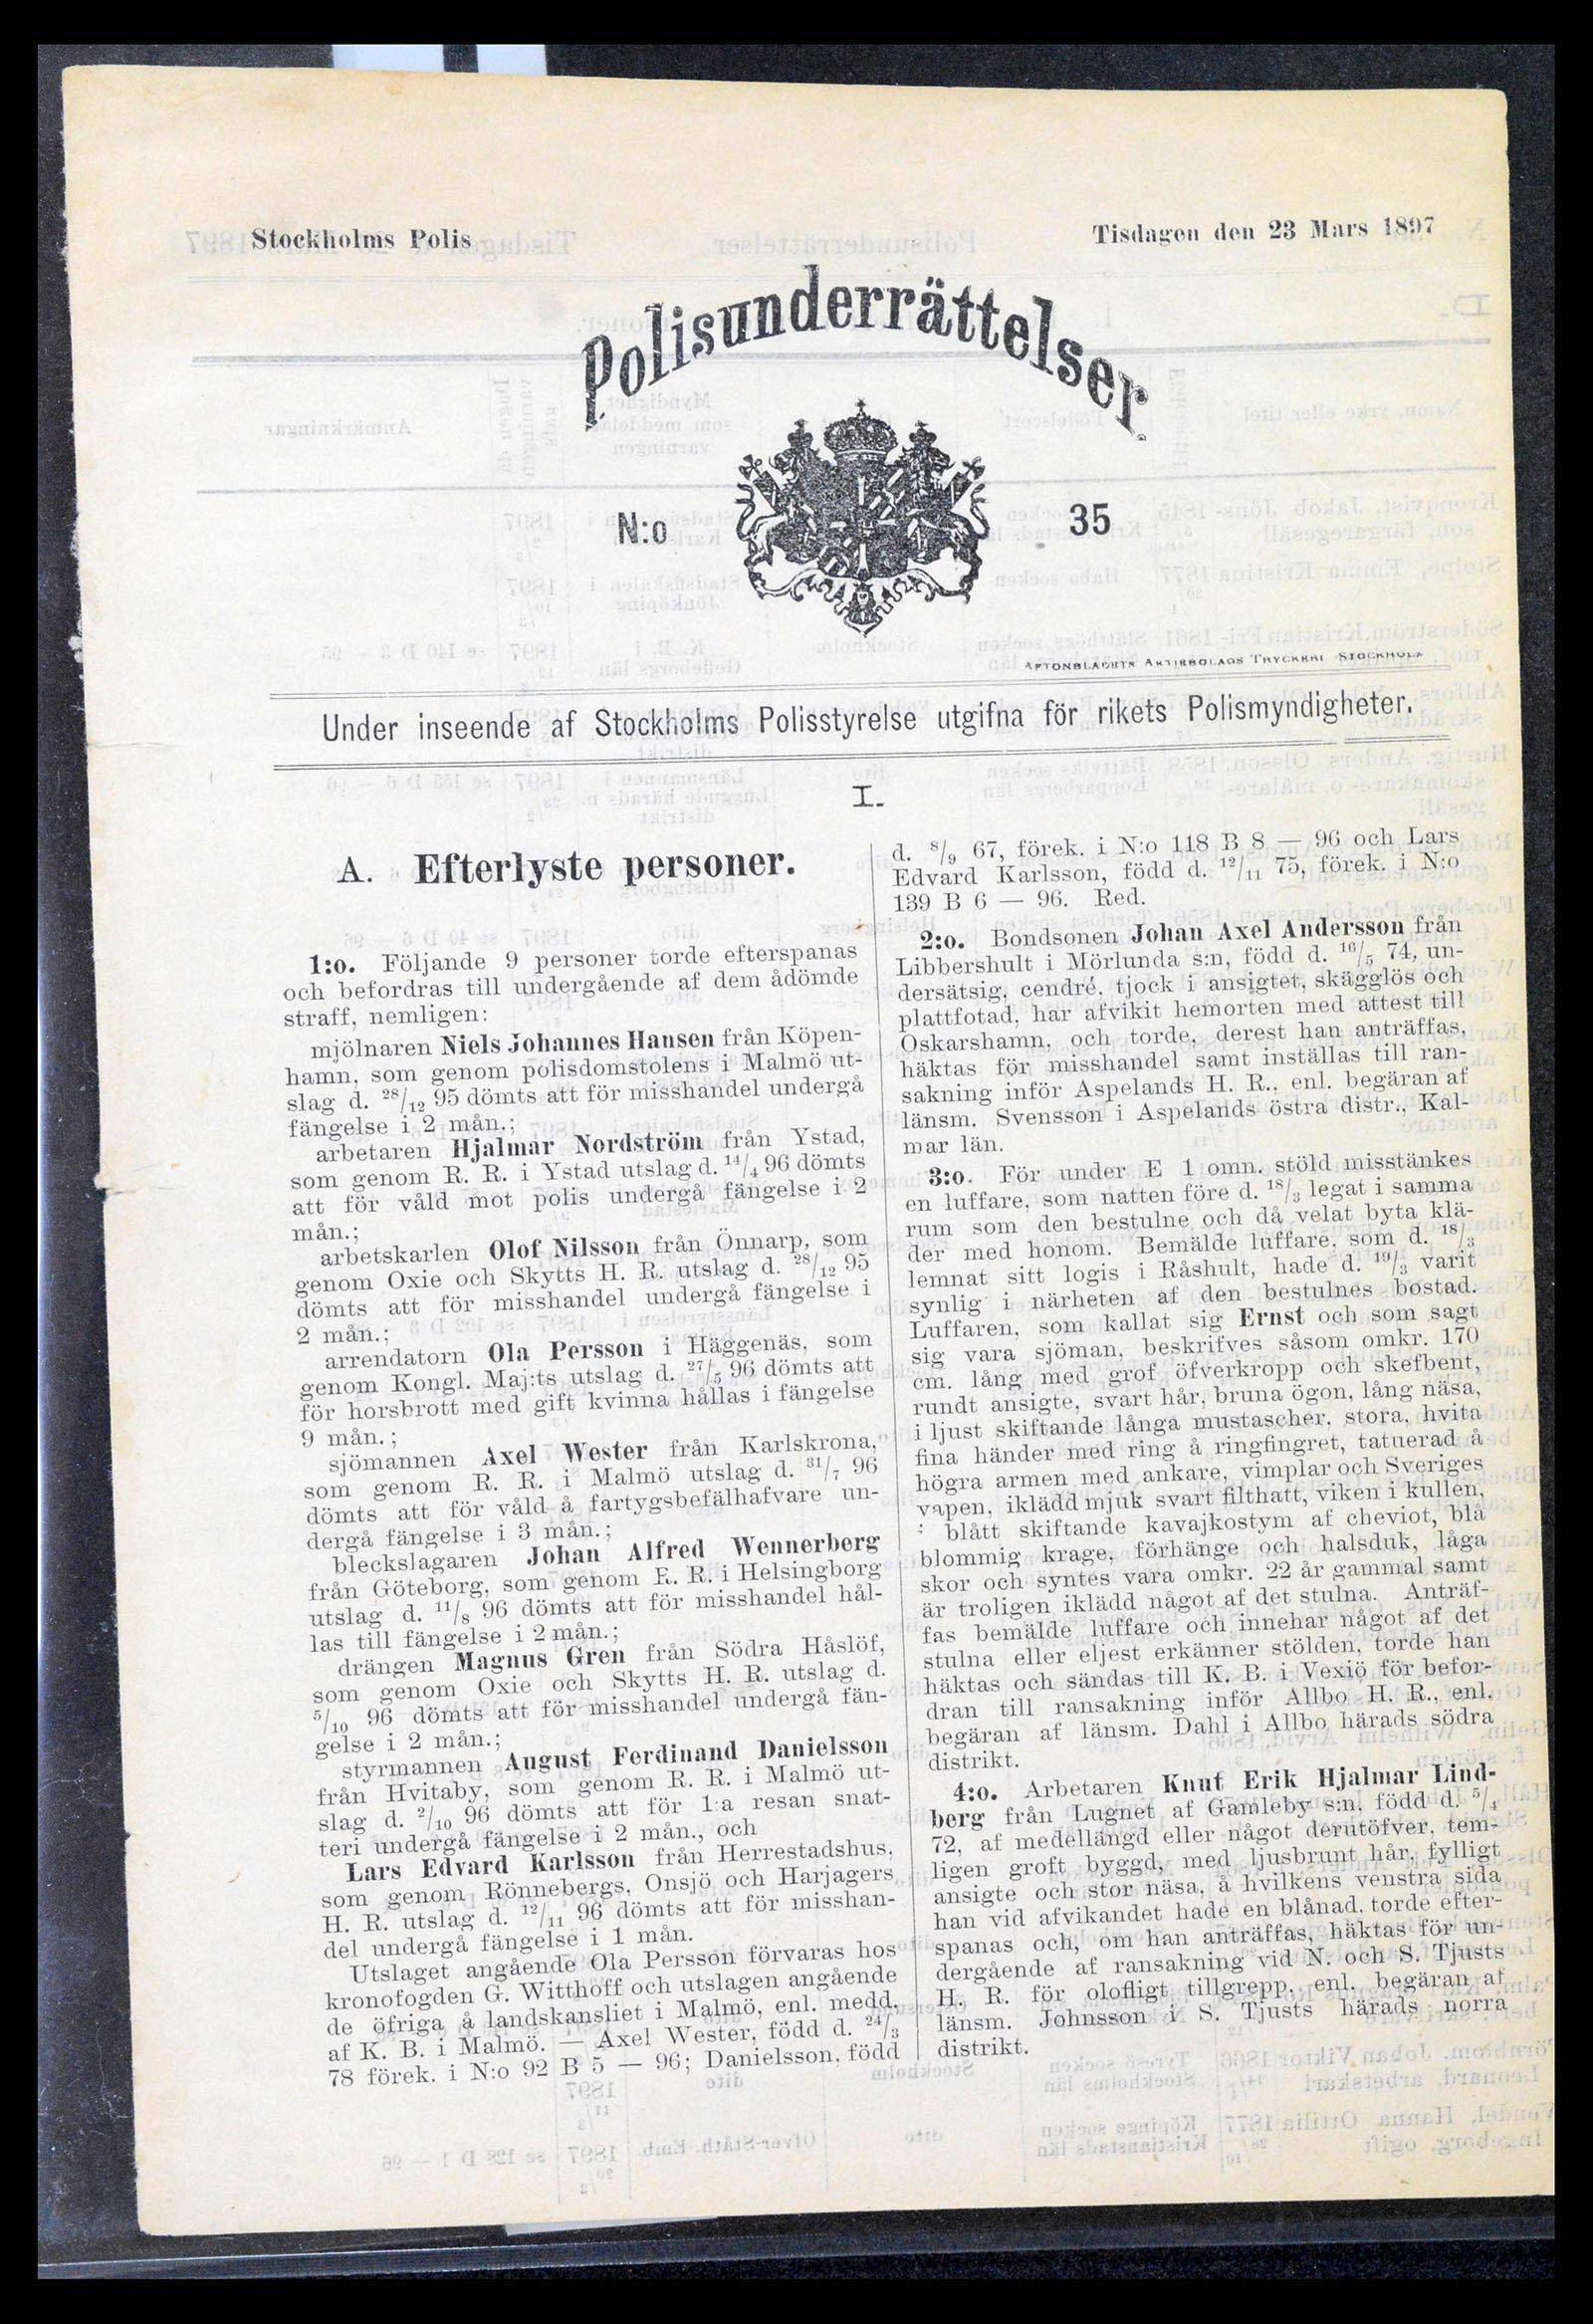 Stockholms Polis
Tisdagen den 23 Mars 1897
Polisunderrättelser
N:o 35
AFTONBLADETS AKTIEBOLAGS TRYCKERI STOCKHOLM
Under inseende af Stockholms Polisstyrelse utgifna för rikets Polismyndigheter.
I.
A. Efterlyste personer.
1:o. Följande 9 personer torde efterspanas
och befordras till undergående af dem ådömde
straff, nemligen:
mjölnaren Niels Johannes Hansen från Köpen-
hamn, som genom polisdomstolens i Malmö ut-
slag d. 28/12 95 dömts att för misshandel undergå
fängelse i 2 mån.;
arbetaren Hjalmar Nordström från Ystad,
som genom R. R. i Ystad utslag d. 14/4 96 dömts
att för våld mot polis undergå fängelse i 2
mån.;
arbetskarlen Olof Nilsson från Önnarp, som
genom Oxie och Skytts H. R. utslag d. 28/12 95
dömts att för misshandel undergå fängelse i
2 mån.;
arrendatorn Ola Persson i Häggenäs, som
genom Kongl. Maj:ts utslag d. 27/5 96 dömts att
för horsbrott med gift kvinna hållas i fängelse
9 mån.;
sjömannen Axel Wester från Karlskrona,
som genom R. R. i Malmö utslag d. 31/7 96
dömts att för våld å fartygsbefälhafvare un-
dergå fängelse i 3 mån.;
bleckslagaren Johan Alfred Wennerberg
från Göteborg, som genom R. R. i Helsingborg
utslag d. 11/8 96 dömts att för misshandel hål-
las till fängelse i 2 mån.;
drängen Magnus Gren från Södra Håslöf,
som genom Oxie och Skytts H. R. utslag d.
5/10 96 dömts att för misshandel undergå fän-
gelse i 2 mån.;
styrmannen August Ferdinand Danielsson
från Hvitaby, som genom R. R. i Malmö ut-
slag d. 2/10 96 dömts att för 1:a resan snat-
teri undergå fängelse i 2 mån., och
Lars Edvard Karlsson från Herrestadshus,
som genom Rönnebergs, Onsjö och Harjagers
H. R. utslag d. 12/11 96 dömts att för misshan-
del undergå fängelse i 1 mån.
Utslaget angående Ola Persson förvaras hos
kronofogden G. Witthoff och utslagen angående
de öfriga å landskansliet i Malmö, enl. medd.
af K. B. i Malmö. — Axel Wester, född d. 24/3
78 förek. i N:o 92 B 5 — 96; Danielsson, född
d. 8/9 67, förek. i N:o 118 B 8 — 96 och Lars
Edvard Karlsson, född d. 12/11 75, förek. i N:o
139 B 6 — 96. Red.
2:o. Bondsonen Johan Axel Andersson från
Libbershult i Mörlunda s:n, född d. 16/5 74, un-
dersätsig, cendré, tjock i ansigtet, skägglös och
plattfotad, har afvikit hemorten med attest till
Oskarshamn, och torde, derest han anträffas,
häktas för misshandel samt inställas till ran-
sakning inför Aspelands H. R., enl. begäran af
länsm. Svensson i Aspelands östra distr., Kal-
mar län.
3:o. För under E 1 omn. stöld misstänkes
en luffare, som natten före d. 18/3 legat i samma
rum som den bestulne och då velat byta klä-
der med honom. Bemälde luffare, som d. 18/3
lemnat sitt logis i Råshult, hade d. 19/3 varit
synlig i närheten af den bestulnes bostad.
Luffaren, som kallat sig Ernst och som sagt
sig vara sjöman, beskrifves såsom omkr. 170
cm. lång med grof öfverkropp och skefbent,
rundt ansigte, svart hår, bruna ögon, lång näsa,
i ljust skiftande långa mustascher, stora, hvita
fina händer med ring å ringfingret, tatuerad å
högra armen med ankare, vimplar och Sveriges
vapen, iklädd mjuk svart filthatt, viken i kullen,
blått skiftande kavajkostym af cheviot, blå
blommig krage, förhänge och halsduk, låga
skor och syntes vara omkr. 22 år gammal samt
är troligen iklädd något af det stulna. Anträf-
fas bemälde luffare och innehar något af det
stulna eller eljest erkänner stölden, torde han
häktas och sändas till K. B. i Vexiö för befor-
dran till ransakning inför Allbo H. R., enl.
begäran af länsm. Dahl i Allbo härads södra
distrikt.
4:o. Arbetaren Knut Erik Hjalmar Lind-
berg från Lugnet af Gamleby s:n, född d. 5/4
72, af medellängd eller något derutöfver, tem-
ligen groft byggd, med ljusbrunt hår, fylligt
ansigte och stor näsa, å hvilkens venstra sida
han vid afvikandet hade en blånad, torde efter-
spanas och, om han anträffas, häktas för un-
dergående af ransakning vid N. och S. Tjusts
H. R. för olofligt tillgrepp, enl. begäran af
länsm. Johnsson i S. Tjusts härads norra
distrikt.